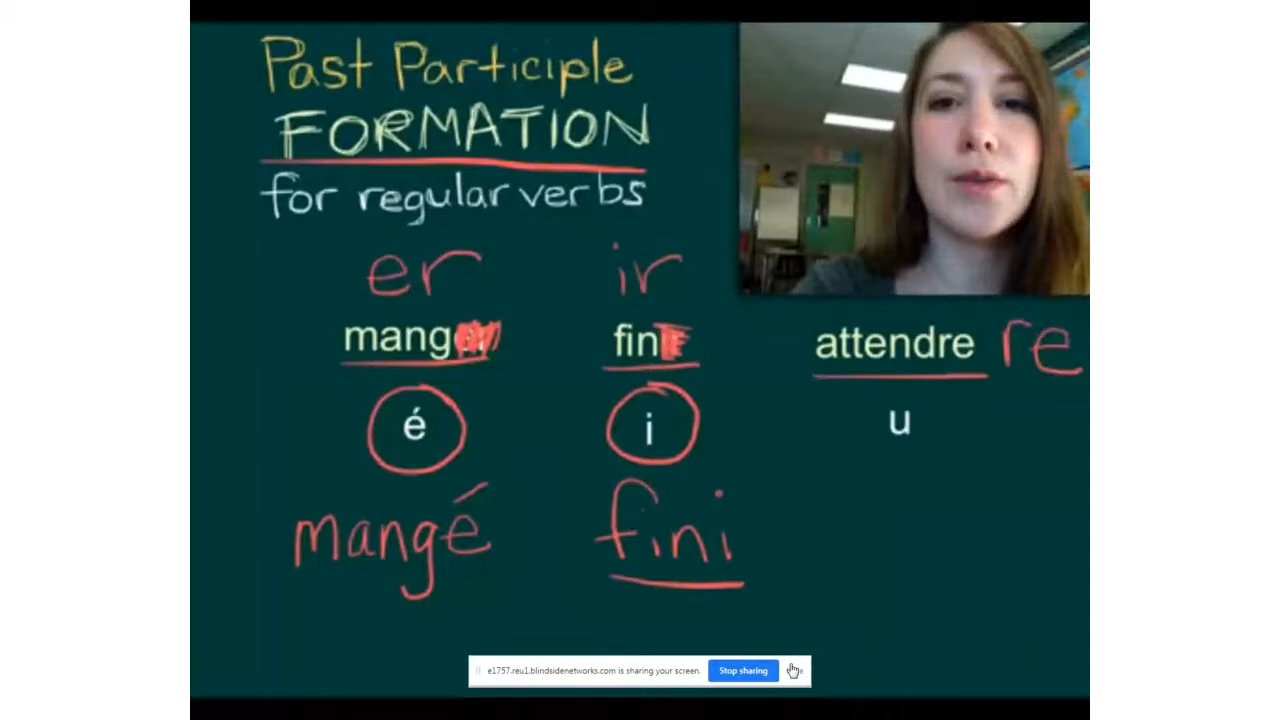 Past Participle
FORMATION
for regular verbs
er ir
mang fin attendre re
é i u
mangé fini
e1757.reu1.blindsidenetworks.com is sharing your screen. Stop sharing